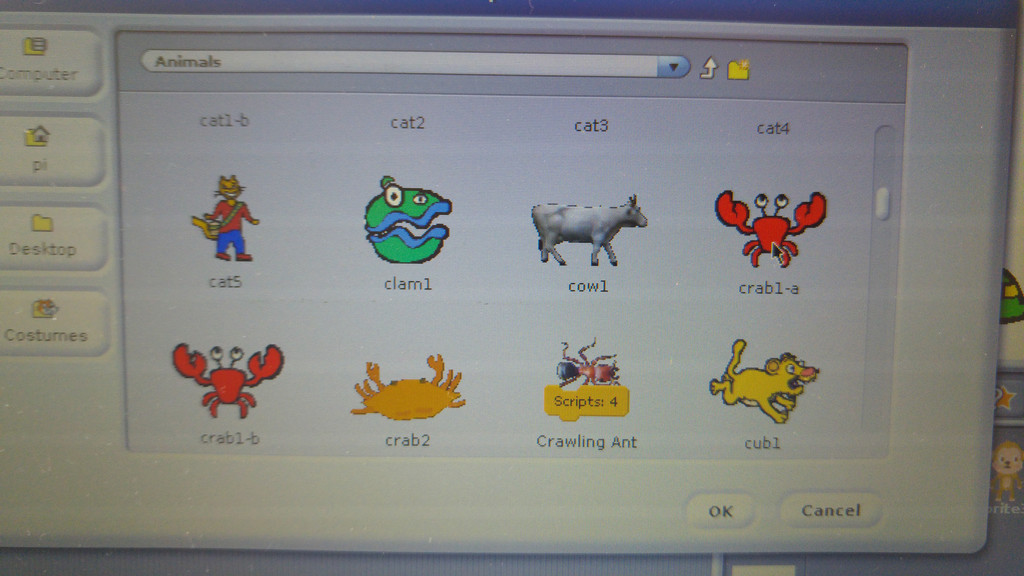 Animals
Computer
pi
Desktop
Costumes
cat1-b cat2 cat3 cat4
cat5 clam1 cow1 crab1-a
Scripts: 4
crab1-b crab2 Crawling Ant cub1
OK Cancel